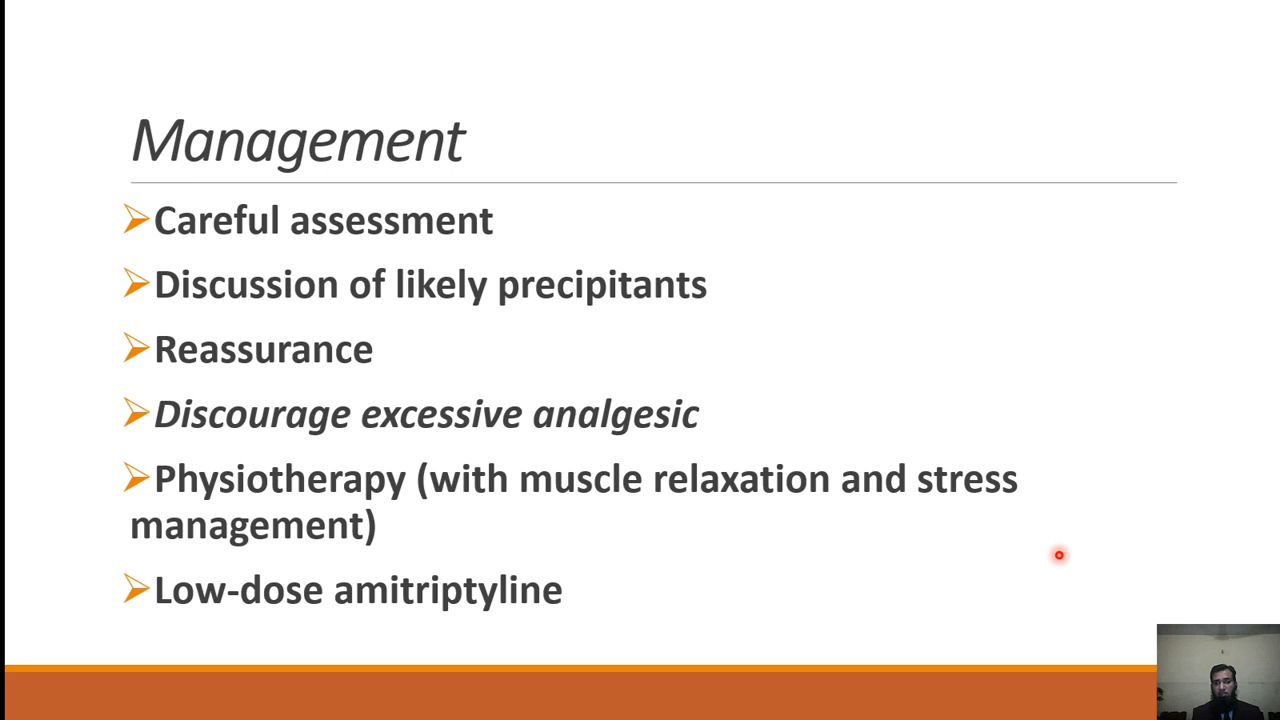 Management
Careful assessment
Discussion of likely precipitants
Reassurance
Discourage excessive analgesic
Physiotherapy (with muscle relaxation and stress
management)
Low-dose amitriptyline